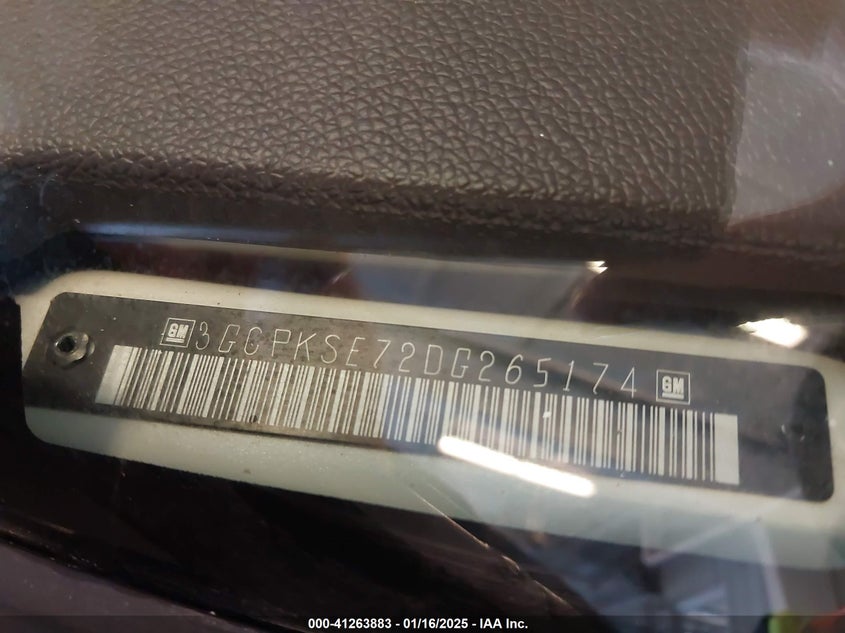 GM 3GCPKSE72DG265174 GM
000-41263883 - 01/16/2025 - IAA Inc.